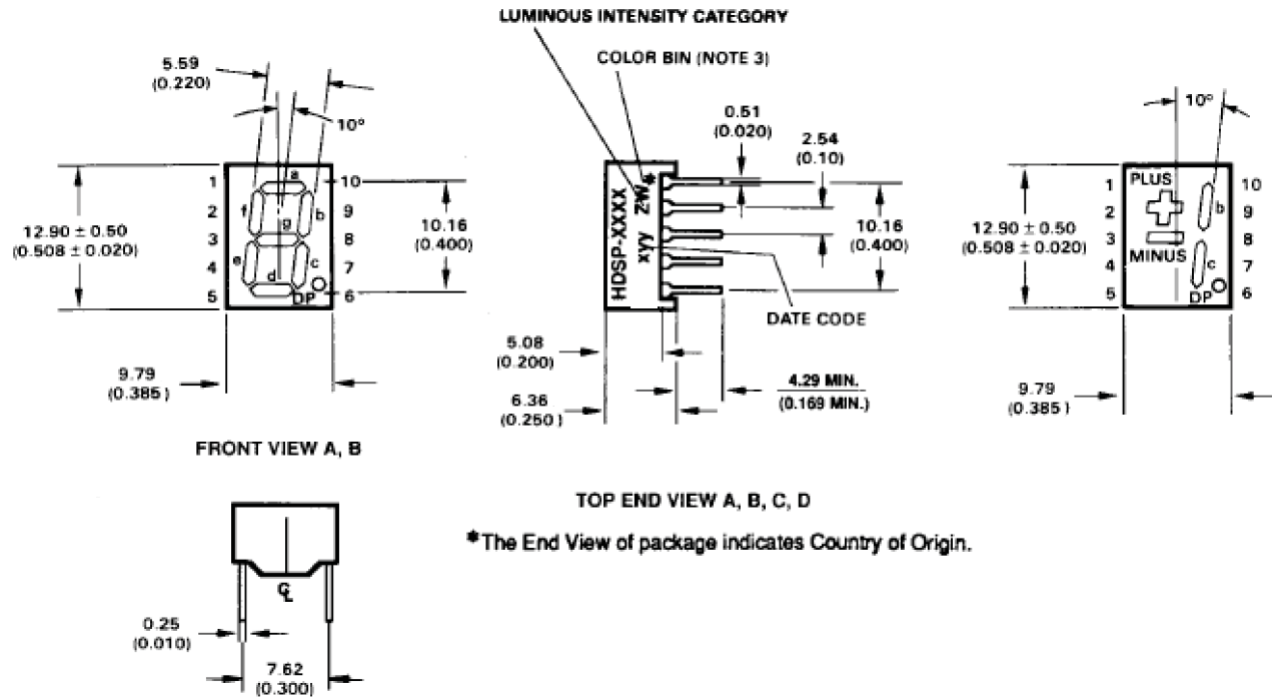 LUMINOUS INTENSITY CATEGORY
COLOR BIN (NOTE 3)
5.59
(0.220)
10°
12.90 ± 0.50
(0.508 ± 0.020)
1
2
3
4
5
a
f
b
g
e
c
d
DP
10
9
8
7
6
10.16
(0.400)
9.79
(0.385)
FRONT VIEW A, B
0.51
(0.020)
2.54
(0.10)
HDSP-XXXX
xyy ZW*
10.16
(0.400)
DATE CODE
5.08
(0.200)
6.36
(0.250)
4.29 MIN.
(0.169 MIN.)
10°
12.90 ± 0.50
(0.508 ± 0.020)
1
2
3
4
5
PLUS
MINUS
b
c
DP
10
9
8
7
6
9.79
(0.385)
CL
0.25
(0.010)
7.62
(0.300)
TOP END VIEW A, B, C, D
*The End View of package indicates Country of Origin.